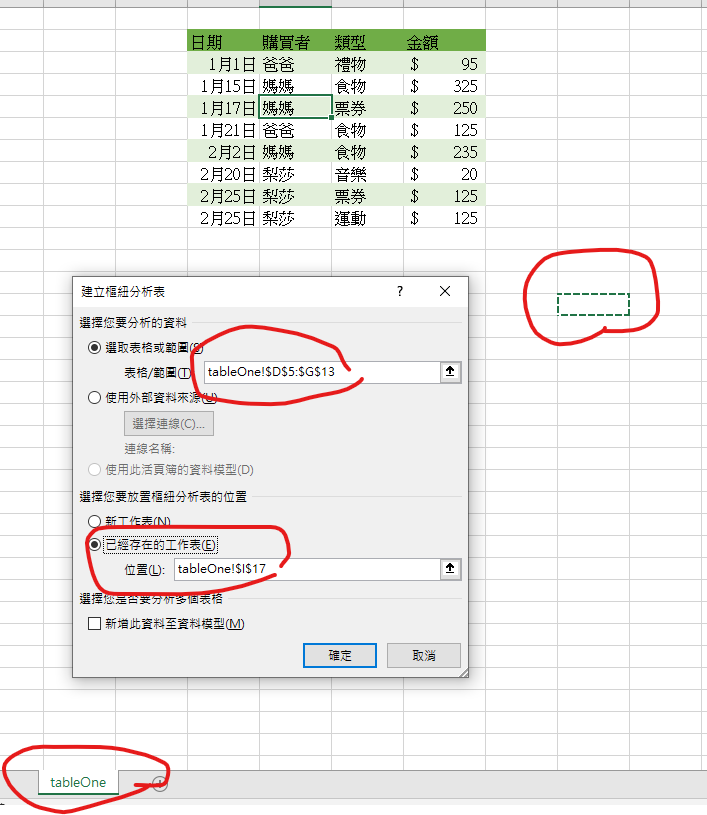 日期 購買者 類型 金額
1月1日 爸爸 禮物 $ 95
1月15日 媽媽 食物 $ 325
1月17日 媽媽 票券 $ 250
1月21日 爸爸 食物 $ 125
2月2日 媽媽 食物 $ 235
2月20日 梨莎 音樂 $ 20
2月25日 梨莎 票券 $ 125
2月25日 梨莎 運動 $ 125
建立樞紐分析表 ?
選擇您要分析的資料
選取表格或範圍(S)
表格/範圍(T): tableOne!$D$5:$G$13
使用外部資料來源(U)
選擇連線(C)...
連線名稱:
使用此活頁簿的資料模型(D)
選擇您要放置樞紐分析表的位置
新工作表(N)
已經存在的工作表(E)
位置(L): tableOne!$I$17
選擇您是否要分析多個表格
新增此資料至資料模型(M)
確定 取消
tableOne